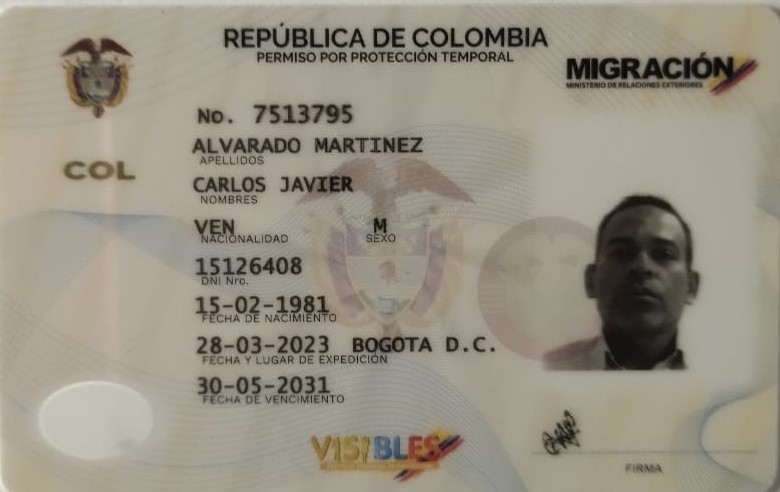 REPÚBLICA DE COLOMBIA
PERMISO POR PROTECCIÓN TEMPORAL
MIGRACIÓN
MINISTERIO DE RELACIONES EXTERIORES
COL
No. 7513795
ALVARADO MARTINEZ
APELLIDOS
CARLOS JAVIER
NOMBRES
VEN M
NACIONALIDAD SEXO
15126408
DNI Nro.
15-02-1981
FECHA DE NACIMIENTO
28-03-2023 BOGOTA D.C.
FECHA Y LUGAR DE EXPEDICIÓN
30-05-2031
FECHA DE VENCIMIENTO
VISIBLES
FIRMA